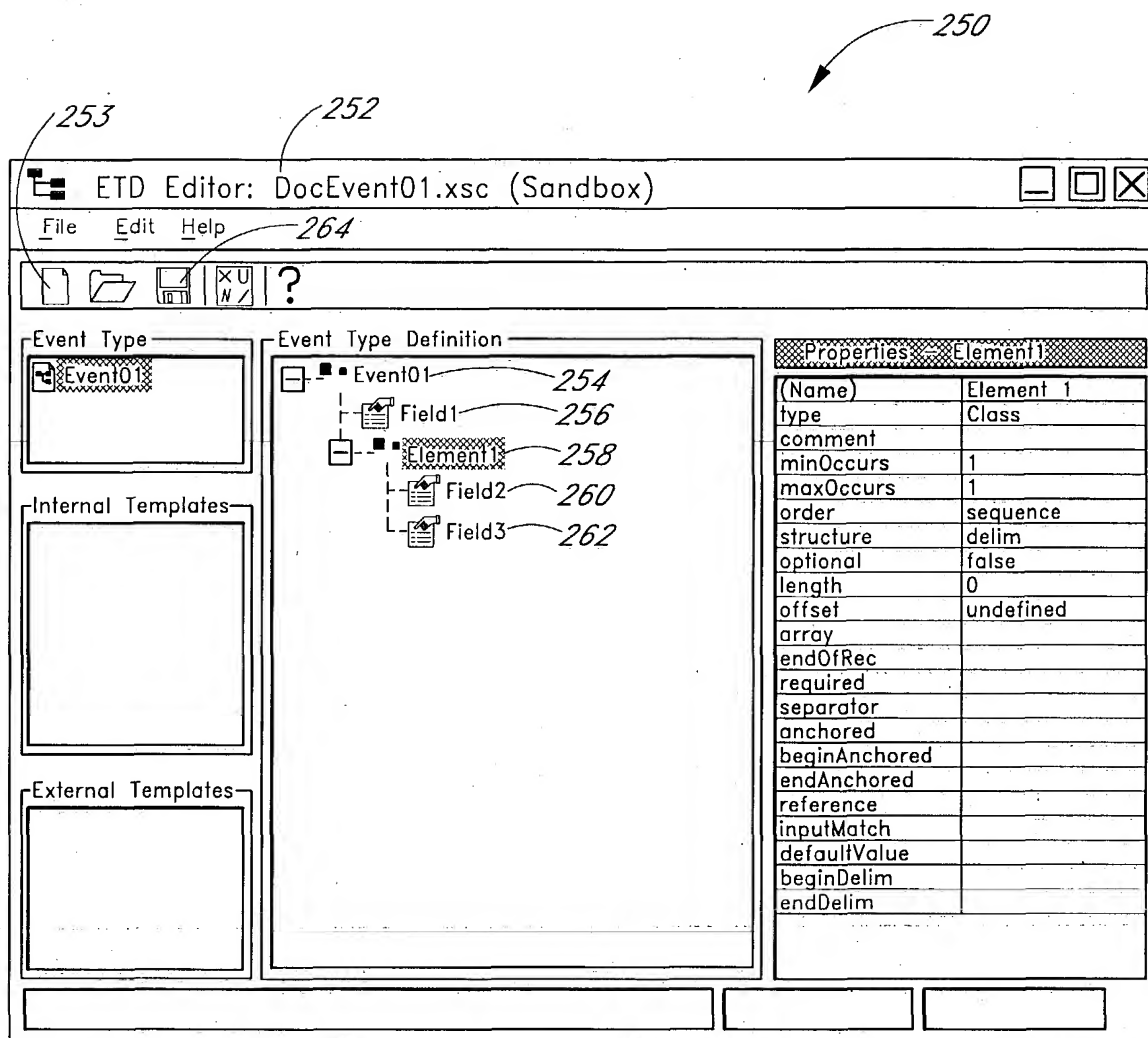 250
253
252
ETD Editor: DocEvent01.xsc (Sandbox)
File Edit Help
264
X U
N /
?
Event Type
Event01
Internal Templates
External Templates
Event Type Definition
Event01 254
Field1 256
Element1 258
Field2 260
Field3 262
Properties - Element1
(Name) Element 1
type Class
comment
minOccurs 1
maxOccurs 1
order sequence
structure delim
optional false
length 0
offset undefined
array
endOfRec
required
separator
anchored
beginAnchored
endAnchored
reference
inputMatch
defaultValue
beginDelim
endDelim